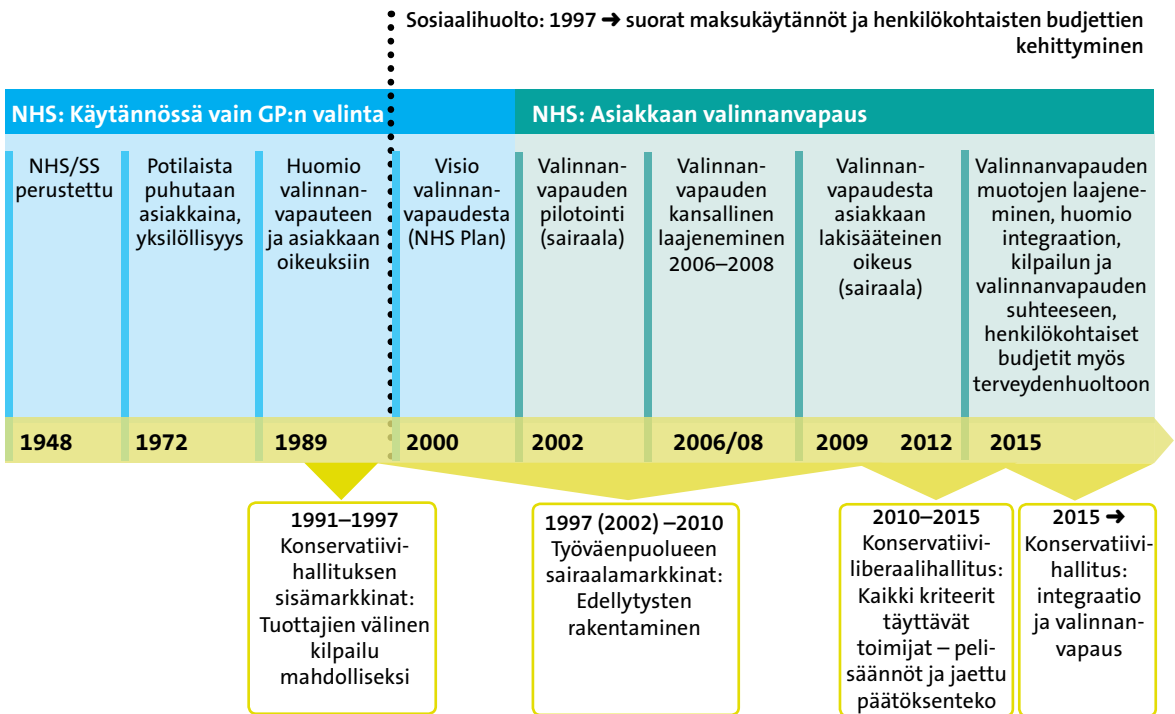 Sosiaalihuolto: 1997 ➜ suorat maksukäytännöt ja henkilökohtaisten budjettien
kehittyminen
NHS: Käytännössä vain GP:n valinta
NHS: Asiakkaan valinnanvapaus
NHS/SS
perustettu
Potilaista
puhutaan
asiakkaina,
yksilöllisyys
Huomio
valinnan-
vapauteen
ja asiakkaan
oikeuksiin
Visio
valinnan-
vapaudesta
(NHS Plan)
Valinnan-
vapauden
pilotointi
(sairaala)
Valinnan-
vapauden
kansallinen
laajeneminen
2006–2008
Valinnan-
vapaudesta
asiakkaan
lakisääteinen
oikeus
(sairaala)
Valinnanvapauden
muotojen laajene-
minen, huomio
integraation,
kilpailun ja
valinnanvapauden
suhteeseen,
henkilökohtaiset
budjetit myös
terveydenhuoltoon
1948
1972
1989
2000
2002
2006/08
2009
2012
2015
1991–1997
Konservatiivi-
hallituksen
sisämarkkinat:
Tuottajien välinen
kilpailu
mahdolliseksi
1997 (2002) –2010
Työväenpuolueen
sairaalamarkkinat:
Edellytysten
rakentaminen
2010–2015
Konservatiivi-
liberaalihallitus:
Kaikki kriteerit
täyttävät
toimijat – peli-
säännöt ja jaettu
päätöksenteko
2015 ➜
Konservatiivi-
hallitus:
integraatio
ja valinnan-
vapaus